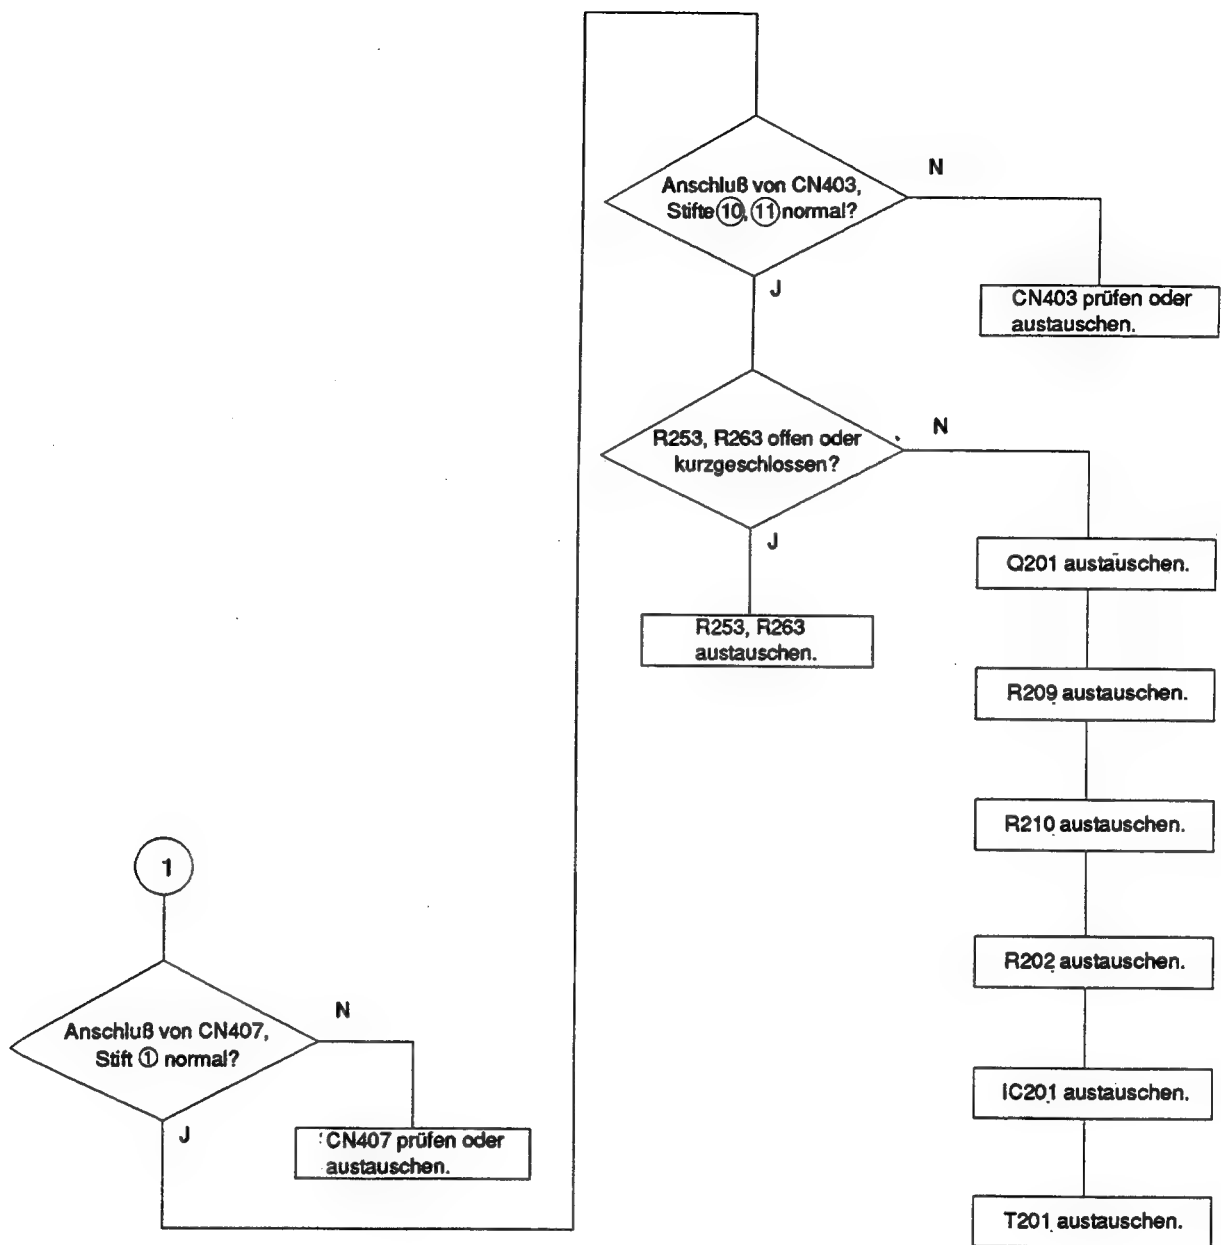 1
Anschluß von CN407,
Stift ① normal?
N
J
CN407 prüfen oder
austauschen.
Anschluß von CN403,
Stifte ⑩, ⑪ normal?
N
J
CN403 prüfen oder
austauschen.
R253, R263 offen oder
kurzgeschlossen?
N
J
R253, R263
austauschen.
Q201 austauschen.
R209 austauschen.
R210 austauschen.
R202 austauschen.
IC201 austauschen.
T201 austauschen.